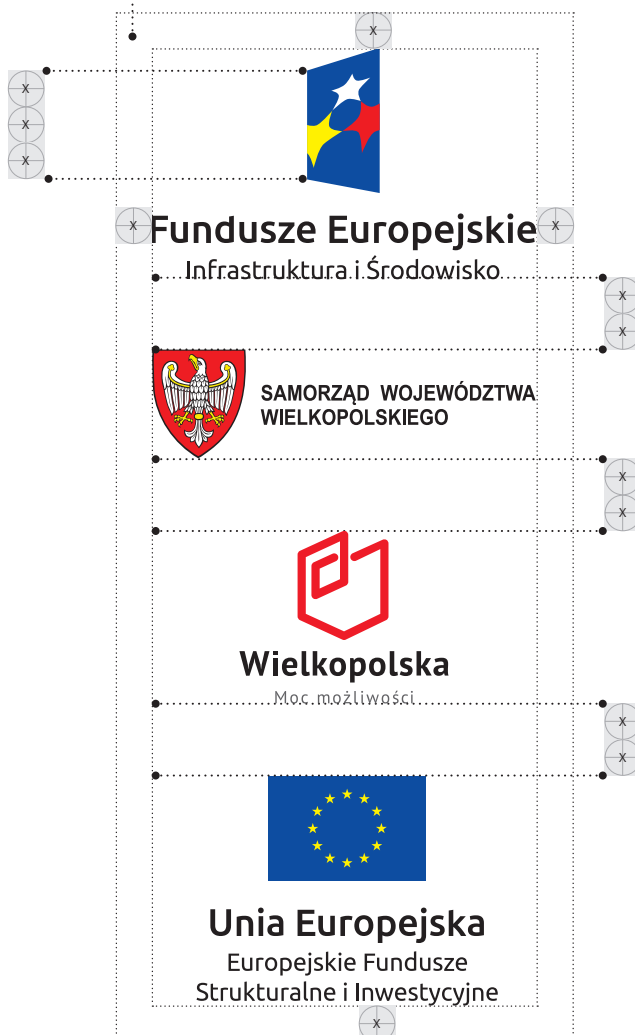 x
x
x
x
x
Fundusze Europejskie
x
Infrastruktura i Środowisko
x
x
SAMORZĄD WOJEWÓDZTWA
WIELKOPOLSKIEGO
x
x
Wielkopolska
Moc możliwości
x
x
Unia Europejska
Europejskie Fundusze
Strukturalne i Inwestycyjne
x